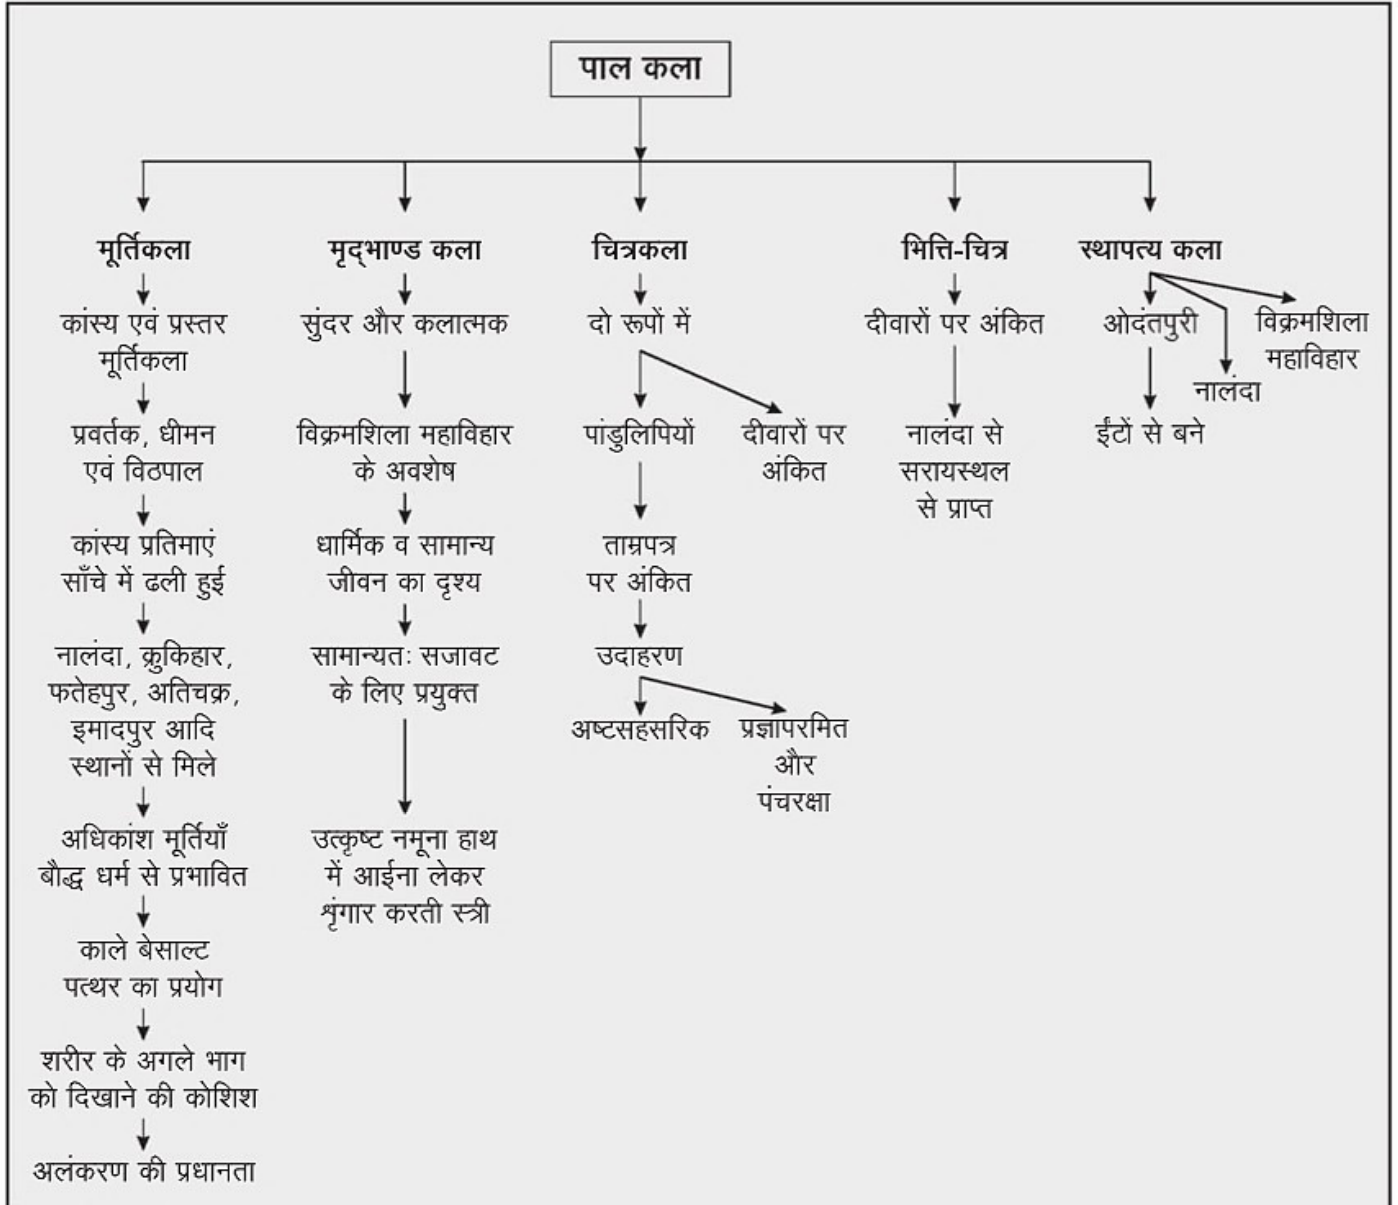 पाल कला
मूर्तिकला
कांस्य एवं प्रस्तर
मूर्तिकला
प्रवर्तक, धीमन
एवं विठपाल
कांस्य प्रतिमाएं
साँचे में ढली हुई
नालंदा, क्रुकिहार,
फतेहपुर, अतिचक्र,
इमादपुर आदि
स्थानों से मिले
अधिकांश मूर्तियाँ
बौद्ध धर्म से प्रभावित
काले बेसाल्ट
पत्थर का प्रयोग
शरीर के अगले भाग
को दिखाने की कोशिश
अलंकरण की प्रधानता
मृद्‌भाण्ड कला
सुंदर और कलात्मक
विक्रमशिला महाविहार
के अवशेष
धार्मिक व सामान्य
जीवन का दृश्य
सामान्यतः सजावट
के लिए प्रयुक्त
उत्कृष्ट नमूना हाथ
में आईना लेकर
शृंगार करती स्त्री
चित्रकला
दो रूपों में
पांडुलिपियों
ताम्रपत्र
पर अंकित
उदाहरण
अष्टसहसरिक
प्रज्ञापरमित
और
पंचरक्षा
दीवारों पर
अंकित
भित्ति-चित्र
दीवारों पर अंकित
नालंदा से
सरायस्थल
से प्राप्त
स्थापत्य कला
ओदंतपुरी
ईंटों से बने
नालंदा
विक्रमशिला
महाविहार